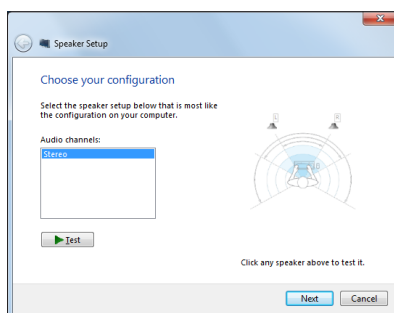 Speaker Setup
Choose your configuration
Select the speaker setup below that is most like
the configuration on your computer.
Audio channels:
Stereo
L
R
Test
Click any speaker above to test it.
Next
Cancel